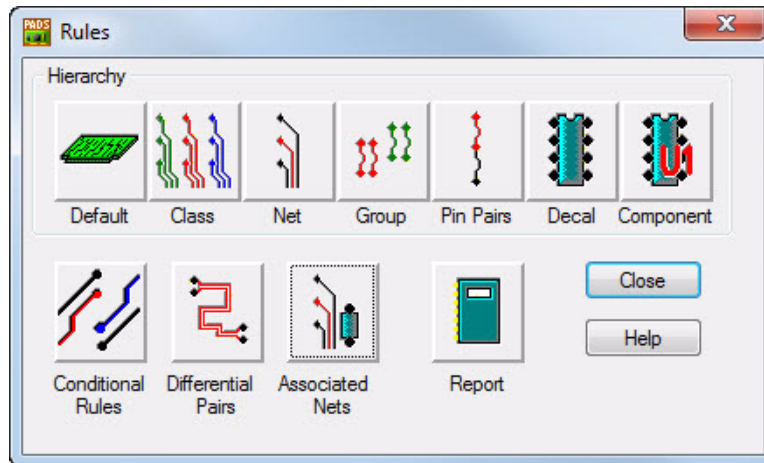 PADS
Rules
Hierarchy
Default
Class
Net
Group
Pin Pairs
Decal
U1
Component
Conditional
Rules
Differential
Pairs
Associated
Nets
Report
Close
Help